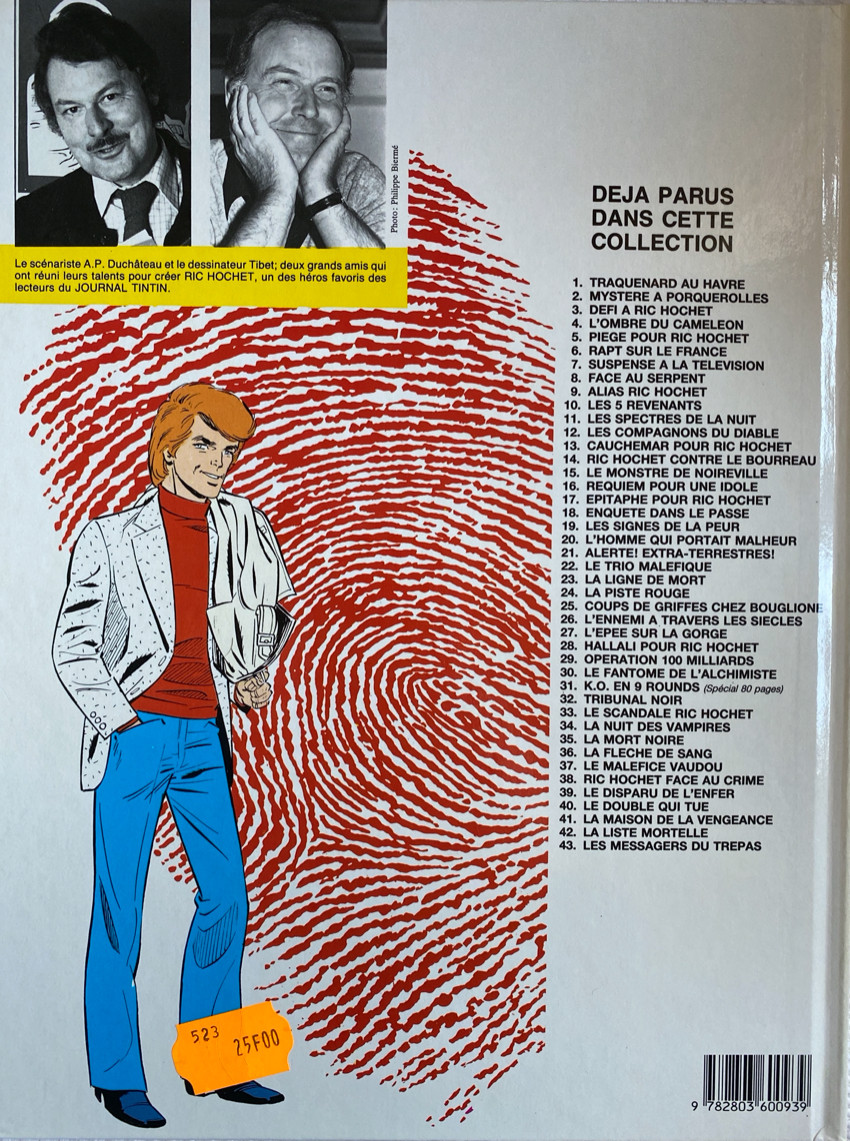 Photo: Philippe Biermé
Le scénariste A.P. Duchâteau et le dessinateur Tibet; deux grands amis qui
ont réuni leurs talents pour créer RIC HOCHET, un des héros favoris des
lecteurs du JOURNAL TINTIN.
DEJA PARUS
DANS CETTE
COLLECTION
1. TRAQUENARD AU HAVRE
2. MYSTERE A PORQUEROLLES
3. DEFI A RIC HOCHET
4. L'OMBRE DU CAMELEON
5. PIEGE POUR RIC HOCHET
6. RAPT SUR LE FRANCE
7. SUSPENSE A LA TELEVISION
8. FACE AU SERPENT
9. ALIAS RIC HOCHET
10. LES 5 REVENANTS
11. LES SPECTRES DE LA NUIT
12. LES COMPAGNONS DU DIABLE
13. CAUCHEMAR POUR RIC HOCHET
14. RIC HOCHET CONTRE LE BOURREAU
15. LE MONSTRE DE NOIREVILLE
16. REQUIEM POUR UNE IDOLE
17. EPITAPHE POUR RIC HOCHET
18. ENQUETE DANS LE PASSE
19. LES SIGNES DE LA PEUR
20. L'HOMME QUI PORTAIT MALHEUR
21. ALERTE! EXTRA-TERRESTRES!
22. LE TRIO MALEFIQUE
23. LA LIGNE DE MORT
24. LA PISTE ROUGE
25. COUPS DE GRIFFES CHEZ BOUGLIONE
26. L'ENNEMI A TRAVERS LES SIECLES
27. L'EPEE SUR LA GORGE
28. HALLALI POUR RIC HOCHET
29. OPERATION 100 MILLIARDS
30. LE FANTOME DE L'ALCHIMISTE
31. K.O. EN 9 ROUNDS (Spécial 80 pages)
32. TRIBUNAL NOIR
33. LE SCANDALE RIC HOCHET
34. LA NUIT DES VAMPIRES
35. LA MORT NOIRE
36. LA FLECHE DE SANG
37. LE MALEFICE VAUDOU
38. RIC HOCHET FACE AU CRIME
39. LE DISPARU DE L'ENFER
40. LE DOUBLE QUI TUE
41. LA MAISON DE LA VENGEANCE
42. LA LISTE MORTELLE
43. LES MESSAGERS DU TREPAS
523
25F00
9 782803 600939